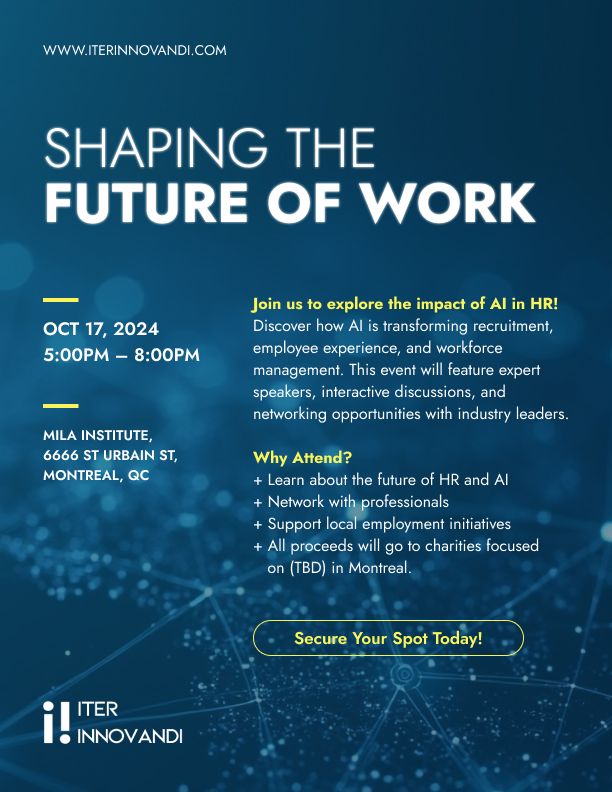 WWW.ITERINNOVANDI.COM
SHAPING THE
FUTURE OF WORK
OCT 17, 2024
5:00PM – 8:00PM
MILA INSTITUTE,
6666 ST URBAIN ST,
MONTREAL, QC
Join us to explore the impact of AI in HR!
Discover how AI is transforming recruitment,
employee experience, and workforce
management. This event will feature expert
speakers, interactive discussions, and
networking opportunities with industry leaders.
Why Attend?
+ Learn about the future of HR and AI
+ Network with professionals
+ Support local employment initiatives
+ All proceeds will go to charities focused
on (TBD) in Montreal.
Secure Your Spot Today!
ITER
INNOVANDI